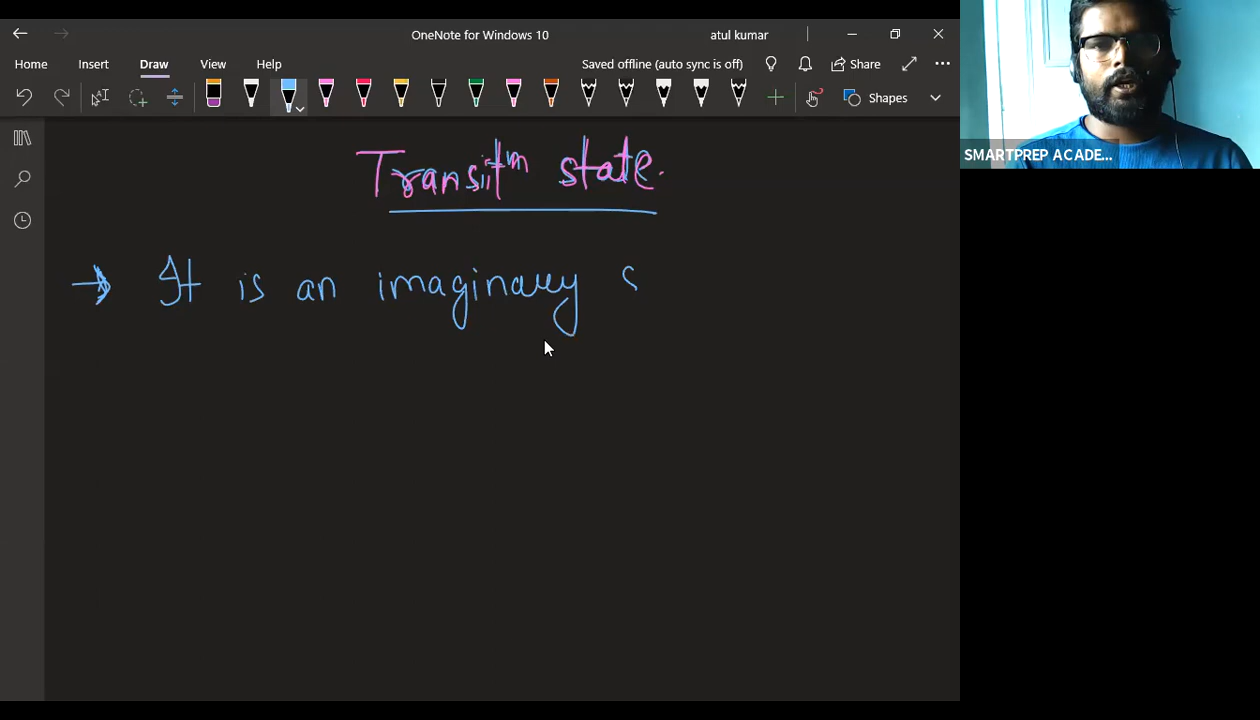 OneNote for Windows 10
atul kumar
Home Insert Draw View Help
Saved offline (auto sync is off)
Share
Shapes
SMARTPREP ACADE...
Transitn state.
→ It is an imaginary s